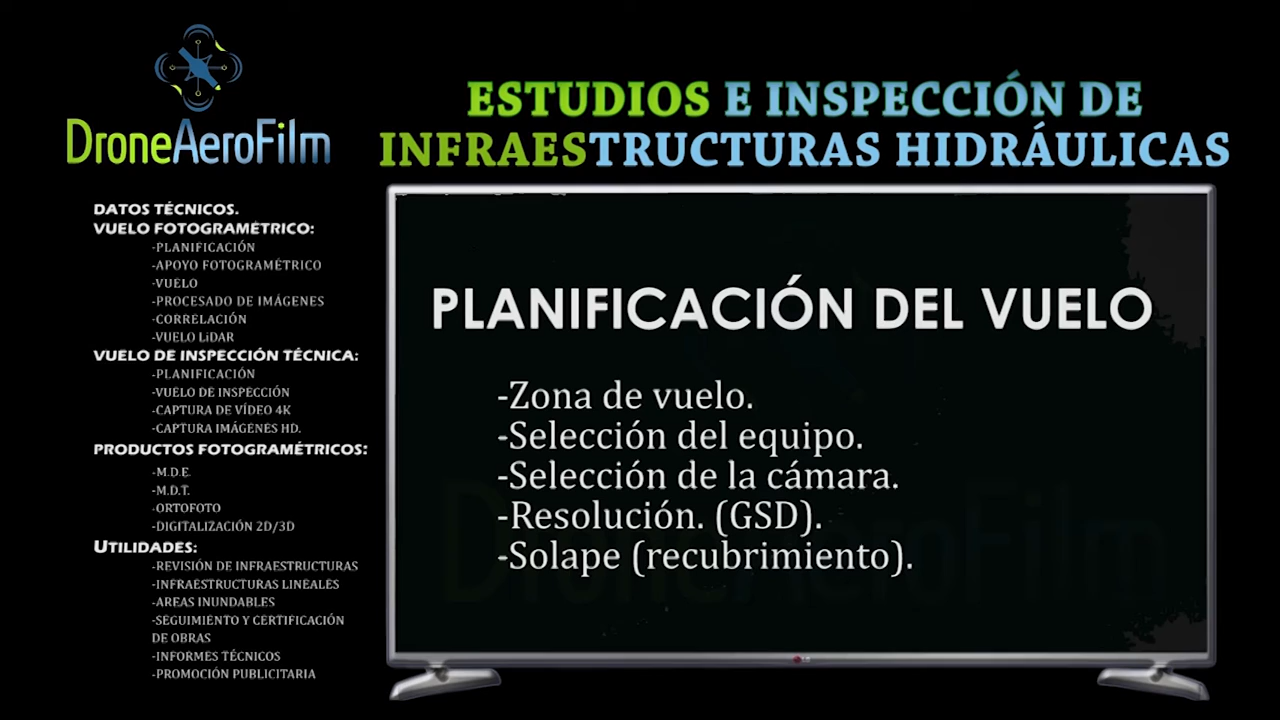 DroneAeroFilm
ESTUDIOS E INSPECCIÓN DE
INFRAESTRUCTURAS HIDRÁULICAS
DATOS TÉCNICOS.
VUELO FOTOGRAMÉTRICO:
-PLANIFICACIÓN
-APOYO FOTOGRAMÉTRICO
-VUELO
-PROCESADO DE IMÁGENES
-CORRELACIÓN
-VUELO LiDAR
VUELO DE INSPECCIÓN TÉCNICA:
-PLANIFICACIÓN
-VUELO DE INSPECCIÓN
-CAPTURA DE VÍDEO 4K
-CAPTURA IMÁGENES HD.
PRODUCTOS FOTOGRAMÉTRICOS:
-M.D.E.
-M.D.T.
-ORTOFOTO
-DIGITALIZACIÓN 2D/3D
UTILIDADES:
-REVISIÓN DE INFRAESTRUCTURAS
-INFRAESTRUCTURAS LINEALES
-AREAS INUNDABLES
-SEGUIMIENTO Y CERTIFICACIÓN
DE OBRAS
-INFORMES TÉCNICOS
-PROMOCIÓN PUBLICITARIA
PLANIFICACIÓN DEL VUELO
-Zona de vuelo.
-Selección del equipo.
-Selección de la cámara.
-Resolución. (GSD).
-Solape (recubrimiento).
DroneAeroFilm
LG